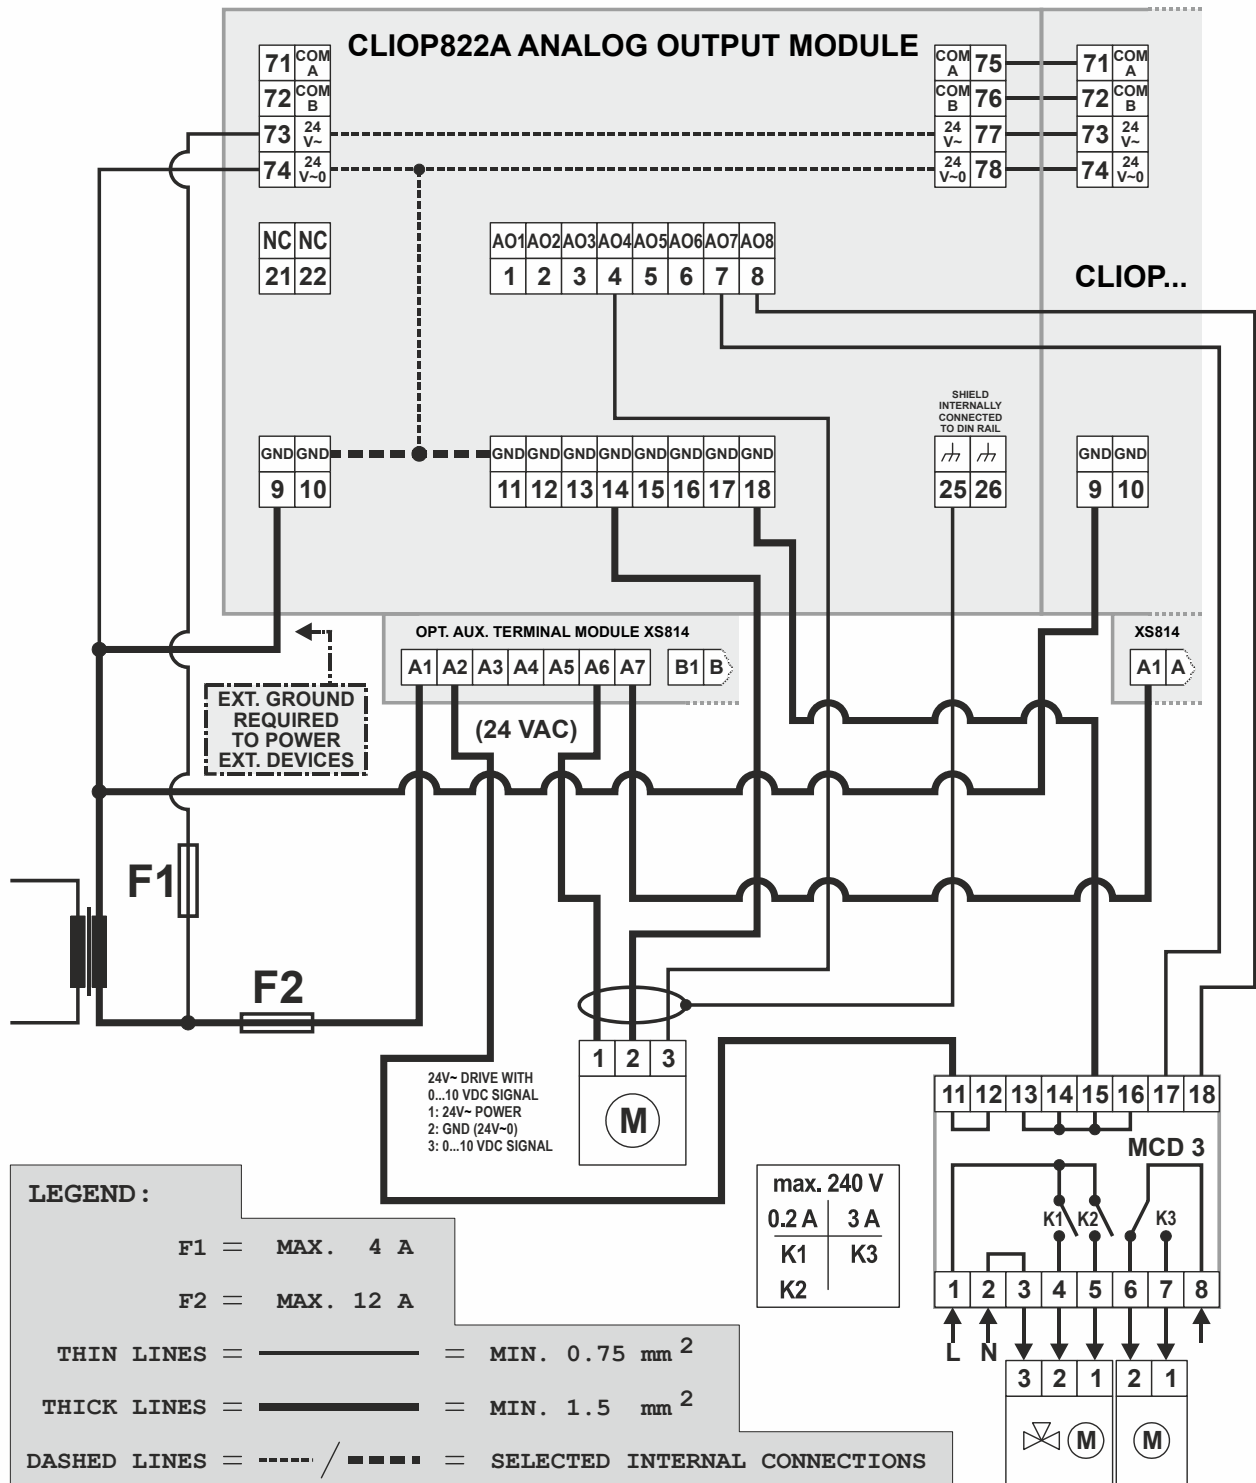 CLIOP822A ANALOG OUTPUT MODULE
71 COM A
72 COM B
73 24 V~
74 24 V~0
COM A 75
COM B 76
24 V~ 77
24 V~0 78
71 COM A
72 COM B
73 24 V~
74 24 V~0
NC NC
21 22
AO1 AO2 AO3 AO4 AO5 AO6 AO7 AO8
1 2 3 4 5 6 7 8
CLIOP...
SHIELD
INTERNALLY
CONNECTED
TO DIN RAIL
GND GND
9 10
GND GND GND GND GND GND GND GND
11 12 13 14 15 16 17 18
25 26
GND GND
9 10
OPT. AUX. TERMINAL MODULE XS814
A1 A2 A3 A4 A5 A6 A7 B1 B
XS814
A1 A
(24 VAC)
EXT. GROUND
REQUIRED
TO POWER
EXT. DEVICES
F1
F2
1 2 3
M
24V~ DRIVE WITH
0...10 VDC SIGNAL
1: 24V~ POWER
2: GND (24V~0)
3: 0...10 VDC SIGNAL
11 12 13 14 15 16 17 18
MCD 3
K1 K2 K3
1 2 3 4 5 6 7 8
L N
3 2 1 2 1
M M
max. 240 V
0.2 A 3 A
K1 K3
K2
LEGEND:
F1 = MAX. 4 A
F2 = MAX. 12 A
THIN LINES = = MIN. 0.75 mm 2
THICK LINES = = MIN. 1.5 mm 2
DASHED LINES = / = SELECTED INTERNAL CONNECTIONS